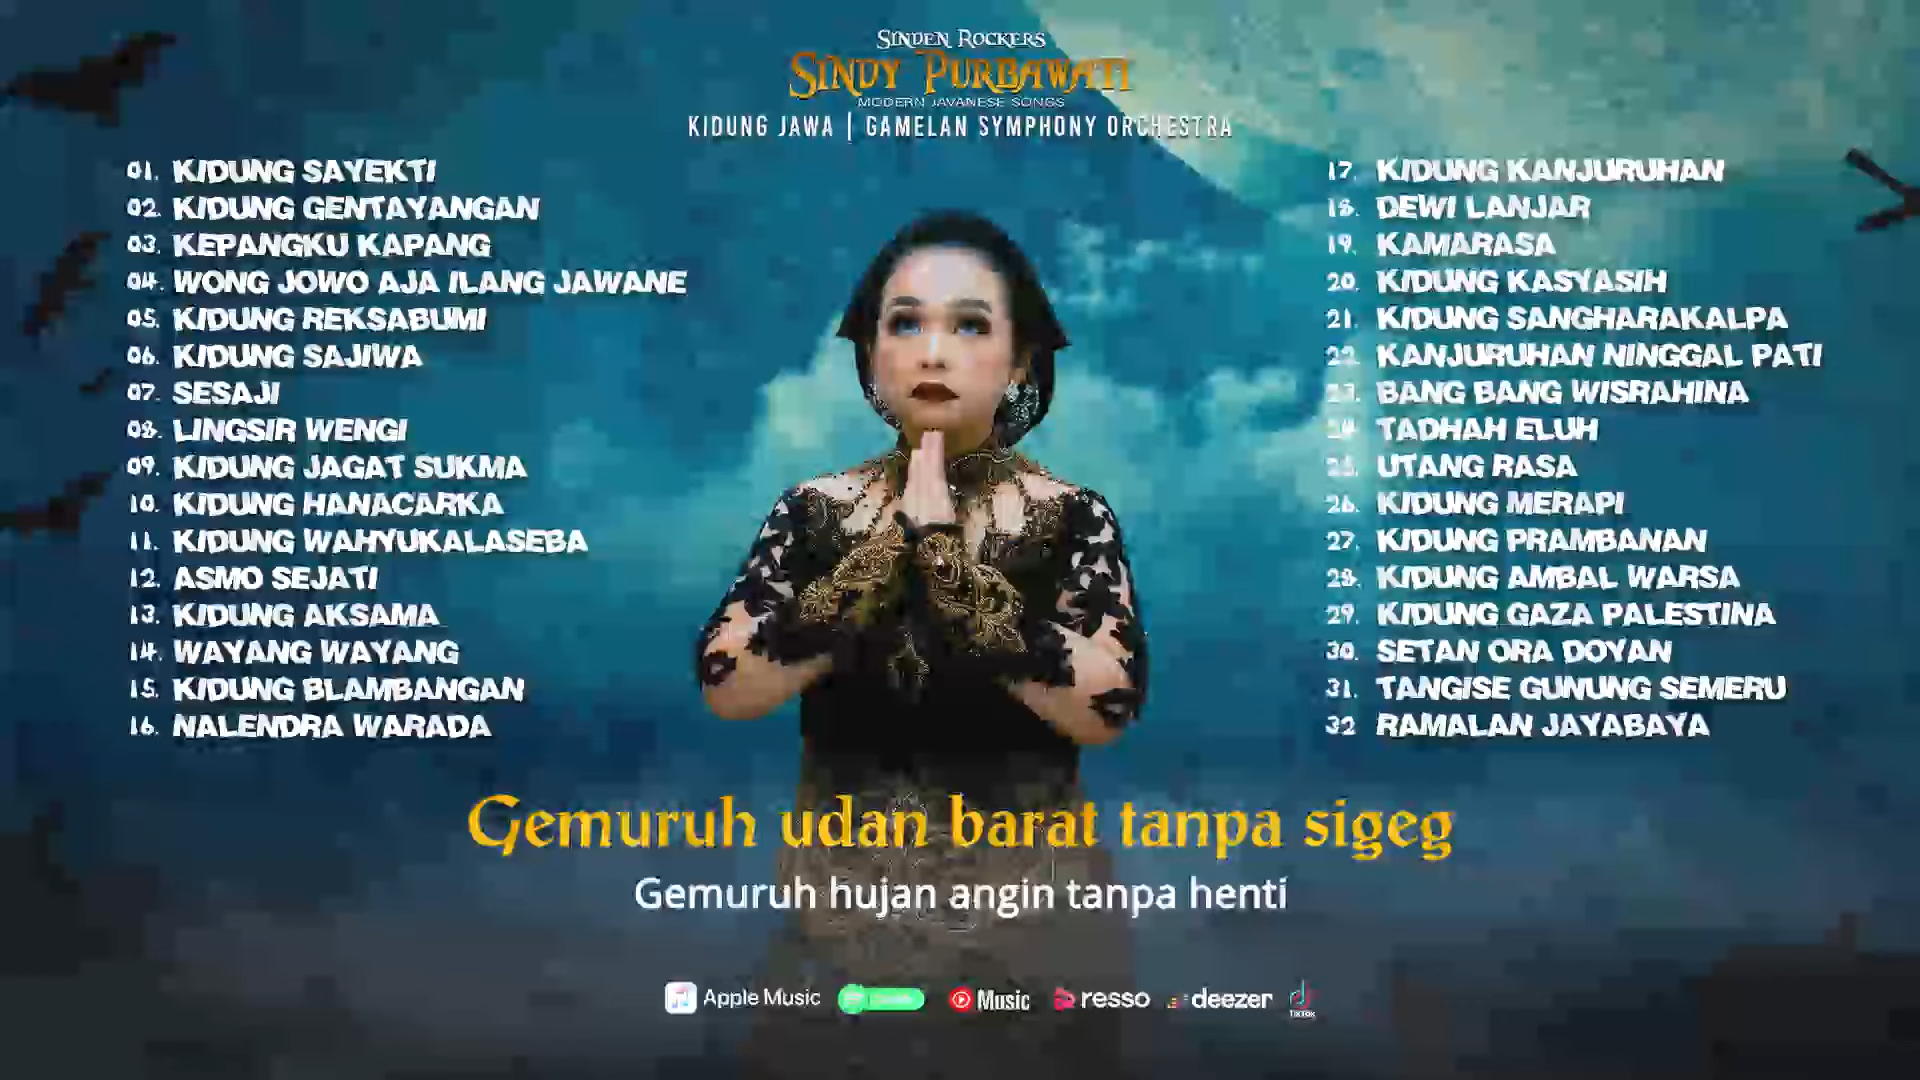 SINDEN ROCKERS
SINDY PURBAWATI
MODERN JAVANESE SONGS
KIDUNG JAWA | GAMELAN SYMPHONY ORCHESTRA
01. KIDUNG SAYEKTI
02. KIDUNG GENTAYANGAN
03. KEPANGKU KAPANG
04. WONG JOWO AJA ILANG JAWANE
05. KIDUNG REKSABUMI
06. KIDUNG SAJIWA
07. SESAJI
08. LINGSIR WENGI
09. KIDUNG JAGAT SUKMA
10. KIDUNG HANACARKA
11. KIDUNG WAHYUKALASEBA
12. ASMO SEJATI
13. KIDUNG AKSAMA
14. WAYANG WAYANG
15. KIDUNG BLAMBANGAN
16. NALENDRA WARADA
17. KIDUNG KANJURUHAN
18. DEWI LANJAR
19. KAMARASA
20. KIDUNG KASYASIH
21. KIDUNG SANGHARAKALPA
22. KANJURUHAN NINGGAL PATI
23. BANG BANG WISRAHINA
24. TADHAH ELUH
25. UTANG RASA
26. KIDUNG MERAPI
27. KIDUNG PRAMBANAN
28. KIDUNG AMBAL WARSA
29. KIDUNG GAZA PALESTINA
30. SETAN ORA DOYAN
31. TANGISE GUNUNG SEMERU
32 RAMALAN JAYABAYA
Gemuruh udan barat tanpa sigeg
Gemuruh hujan angin tanpa henti
Apple Music
Music
resso
deezer
TikTok